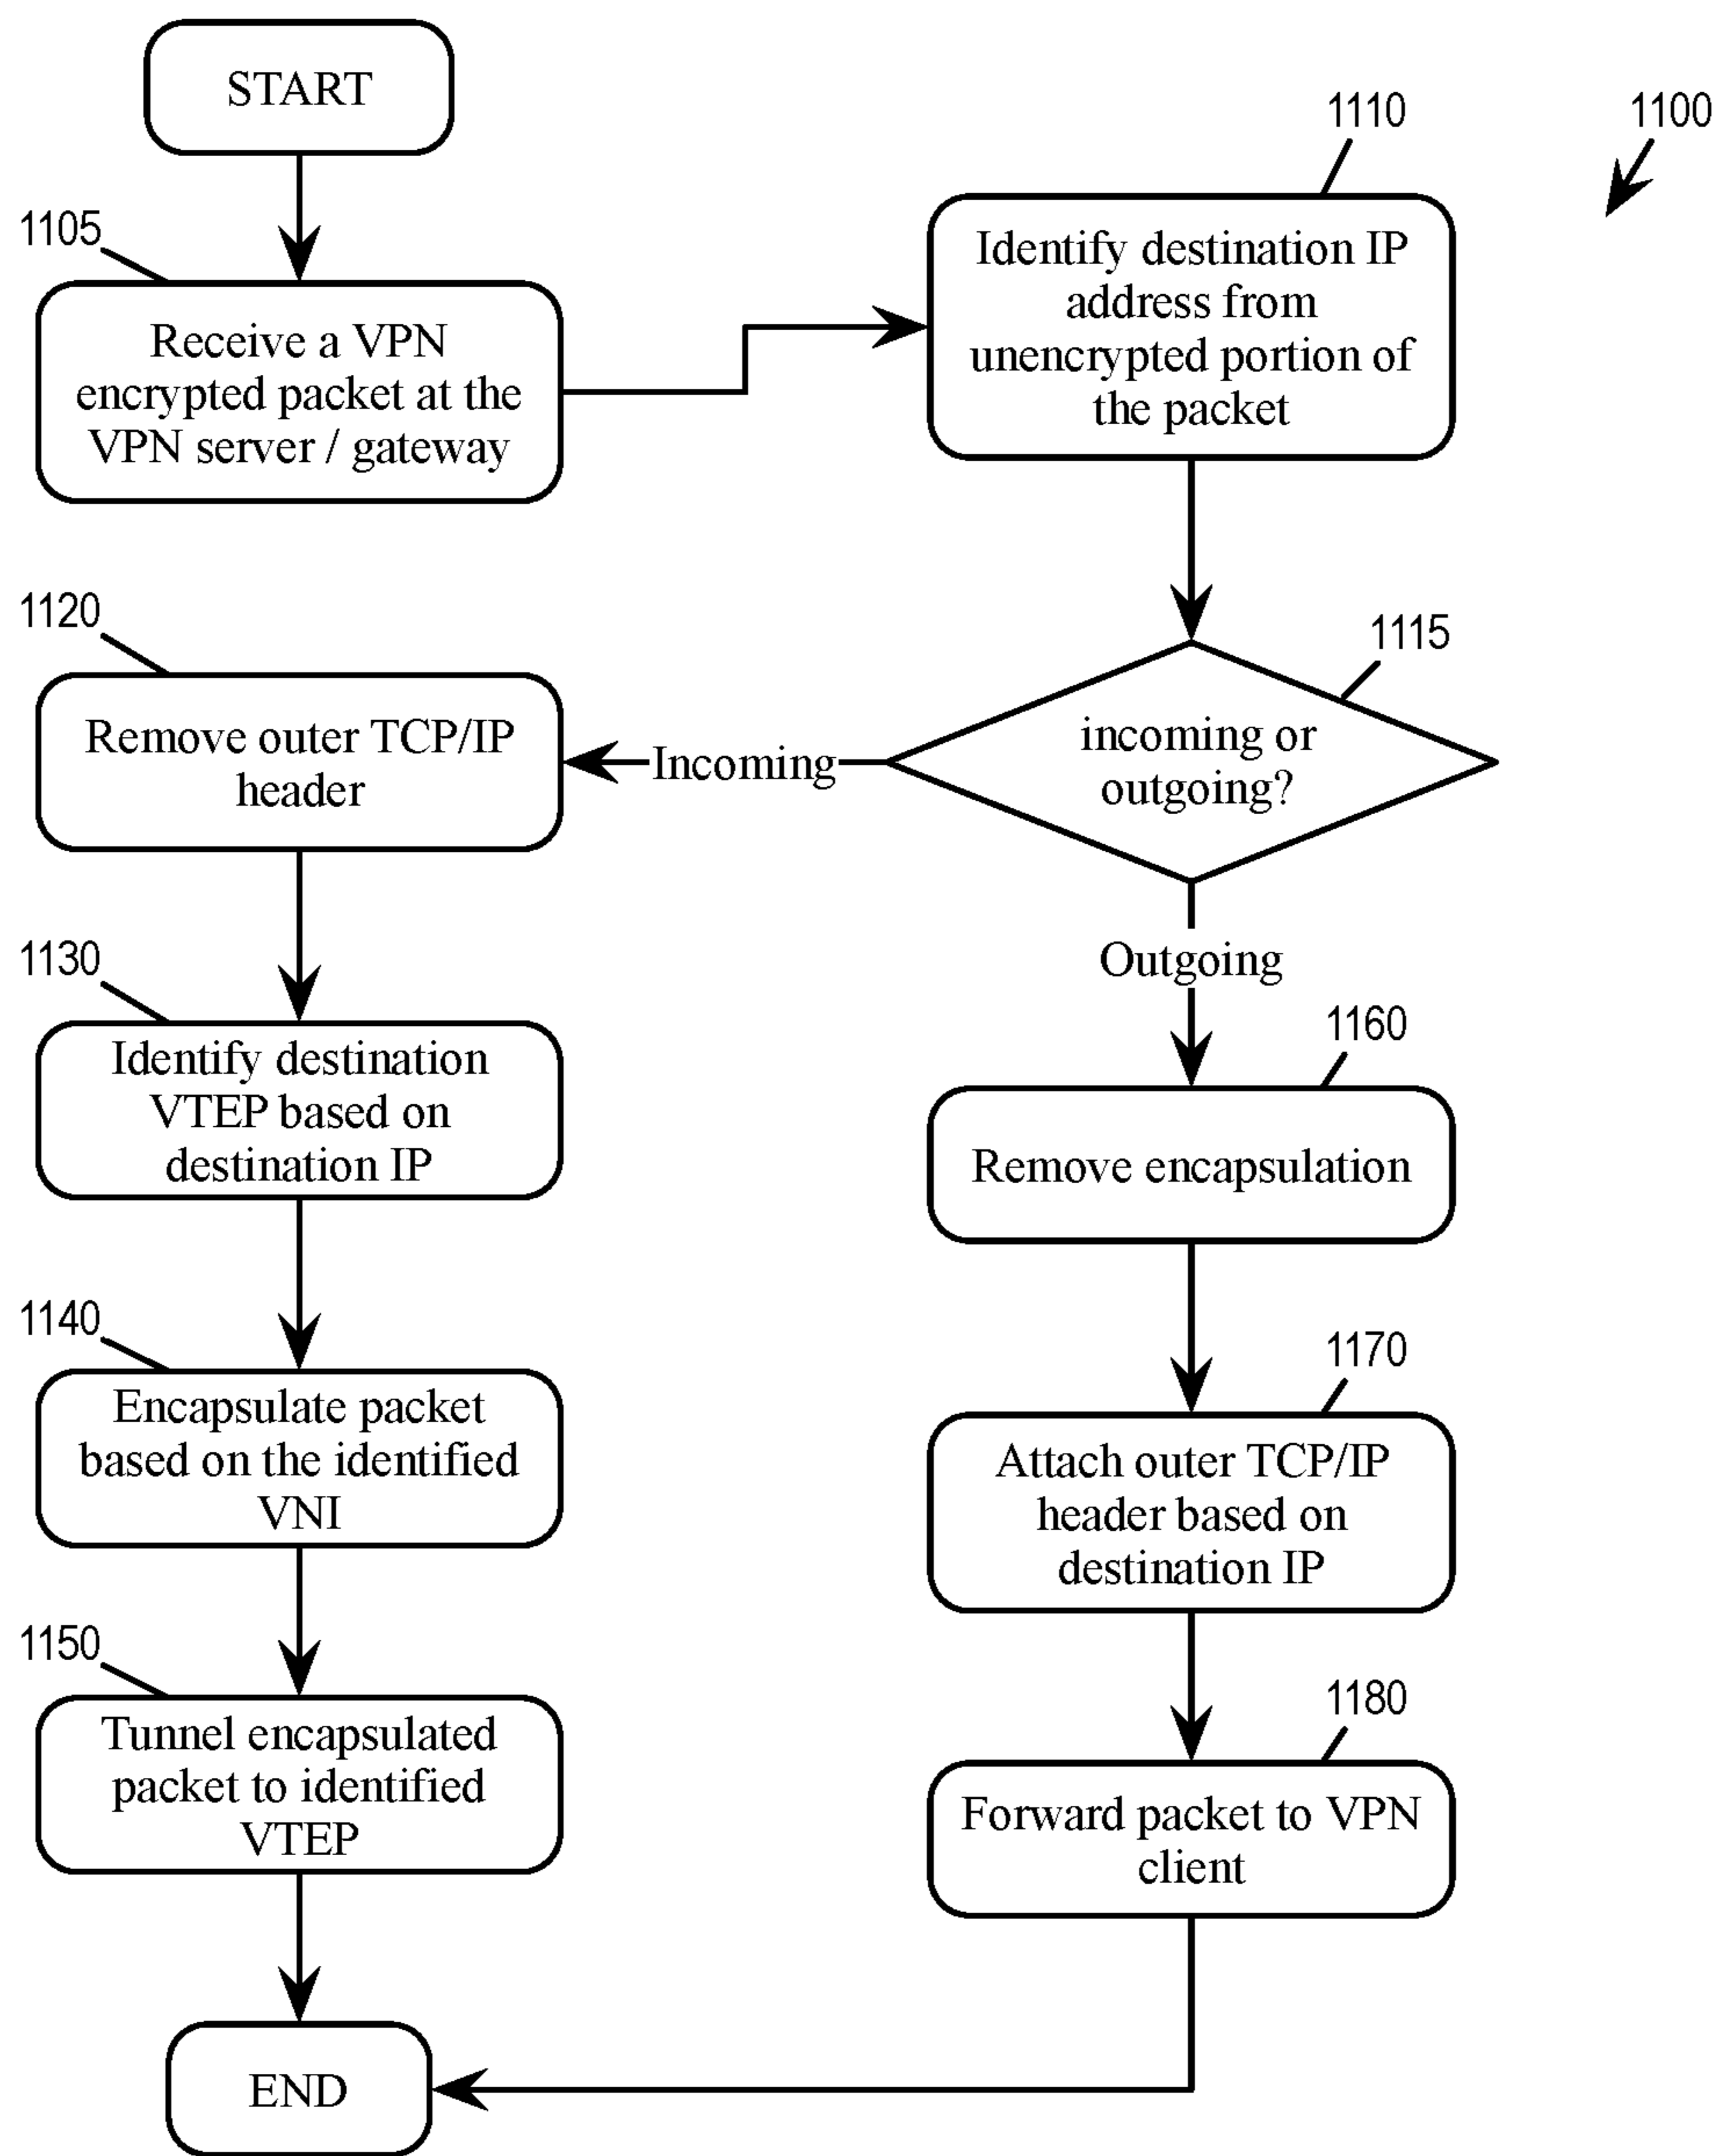 START
1110
1100
1105
Receive a VPN
encrypted packet at the
VPN server / gateway
Identify destination IP
address from
unencrypted portion of
the packet
1115
incoming or
outgoing?
Incoming
1120
Remove outer TCP/IP
header
1130
Identify destination
VTEP based on
destination IP
1140
Encapsulate packet
based on the identified
VNI
1150
Tunnel encapsulated
packet to identified
VTEP
Outgoing
1160
Remove encapsulation
1170
Attach outer TCP/IP
header based on
destination IP
1180
Forward packet to VPN
client
END